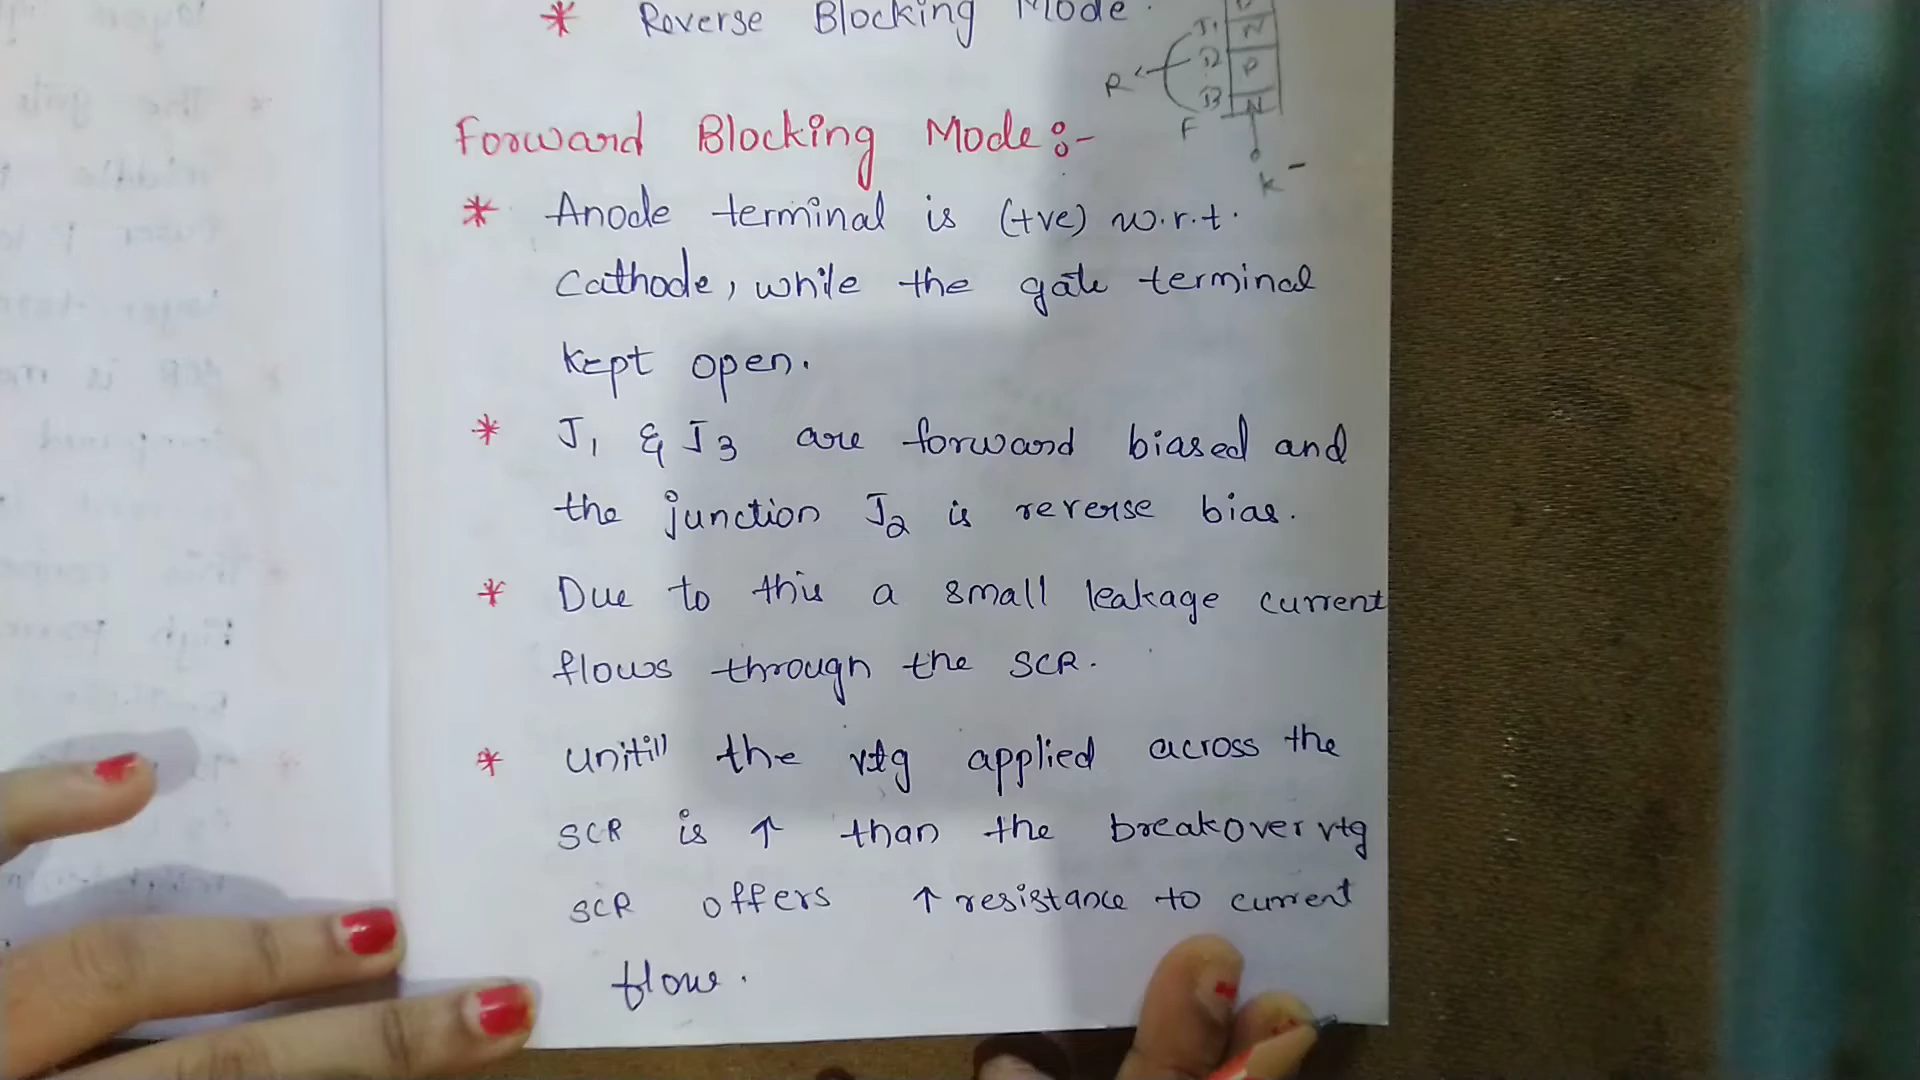 * Reverse Blocking Mode.
J1 N
R J2 P
J3 N
F
K -
Forward Blocking Mode :-
* Anode terminal is (+ve) w.r.t.
Cathode, while the gate terminal
kept open.
* J1 & J3 are forward biased and
the junction J2 is reverse bias.
* Due to this a small leakage current
flows through the SCR.
* unitill the vtg applied across the
SCR is ↑ than the breakover vtg
SCR offers ↑ resistance to current
flow.